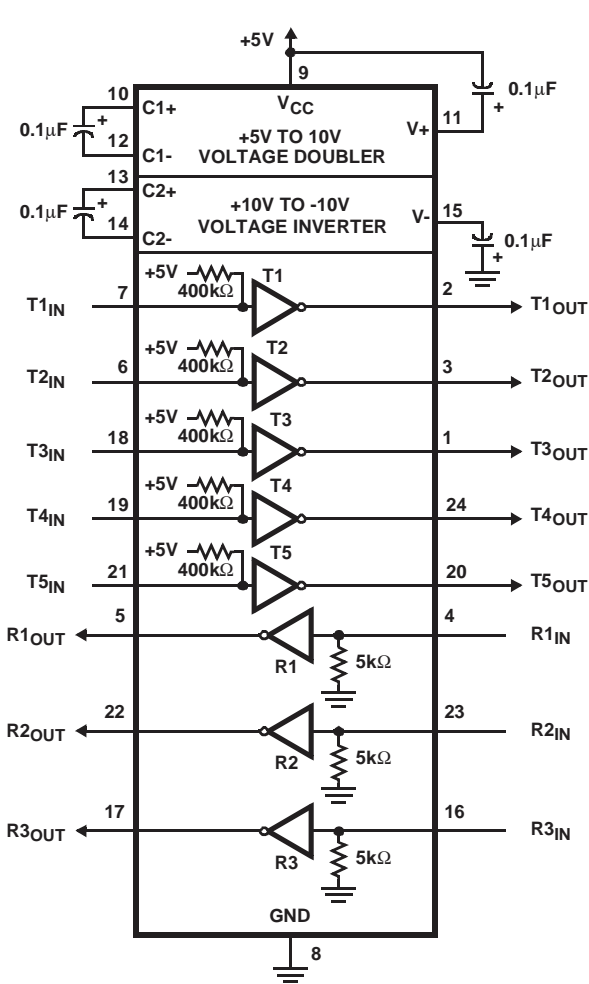 +5V
9
VCC
10
C1+
0.1μF
+
12
C1-
+5V TO 10V
VOLTAGE DOUBLER
V+
11
0.1μF
+
13
C2+
0.1μF
+
14
C2-
+10V TO -10V
VOLTAGE INVERTER
V-
15
0.1μF
+
T1IN
7
+5V
400kΩ
T1
2
T1OUT
T2IN
6
+5V
400kΩ
T2
3
T2OUT
T3IN
18
+5V
400kΩ
T3
1
T3OUT
T4IN
19
+5V
400kΩ
T4
24
T4OUT
T5IN
21
+5V
400kΩ
T5
20
T5OUT
R1OUT
5
R1
5kΩ
4
R1IN
R2OUT
22
R2
5kΩ
23
R2IN
R3OUT
17
R3
5kΩ
16
R3IN
GND
8